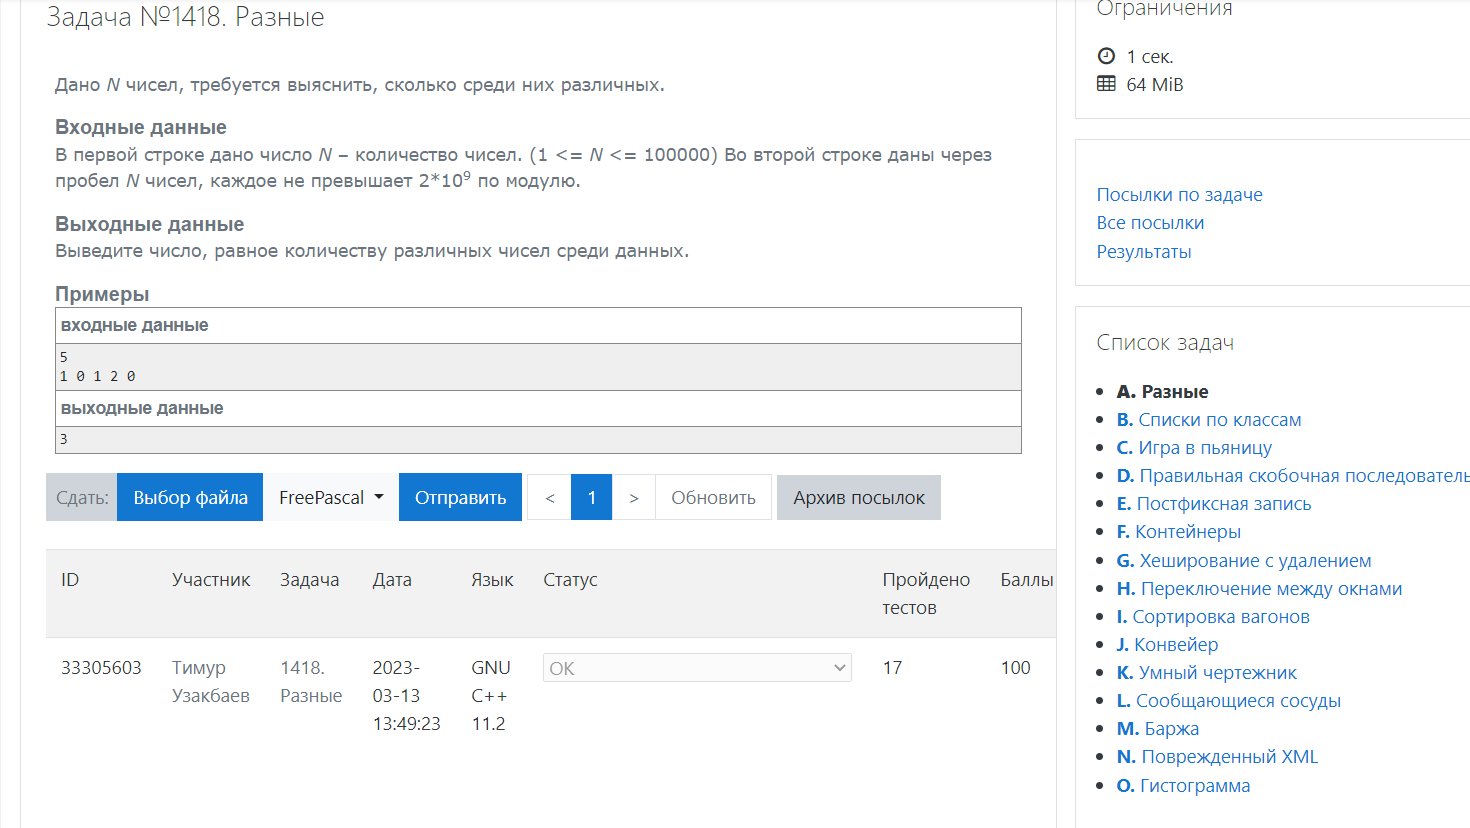 Задача №1418. Разные
Дано N чисел, требуется выяснить, сколько среди них различных.
Входные данные
В первой строке дано число N – количество чисел. (1 <= N <= 100000) Во второй строке даны через
пробел N чисел, каждое не превышает 2*10⁹ по модулю.
Выходные данные
Выведите число, равное количеству различных чисел среди данных.
Примеры
входные данные
5
1 0 1 2 0
выходные данные
3
Сдать: Выбор файла FreePascal Отправить < 1 > Обновить Архив посылок
ID Участник Задача Дата Язык Статус Пройдено Баллы
тестов
33305603 Тимур 1418. 2023- GNU OK 17 100
Узакбаев Разные 03-13 C++
13:49:23 11.2
Ограничения
1 сек.
64 MiB
Посылки по задаче
Все посылки
Результаты
Список задач
A. Разные
B. Списки по классам
C. Игра в пьяницу
D. Правильная скобочная последователь
E. Постфиксная запись
F. Контейнеры
G. Хеширование с удалением
H. Переключение между окнами
I. Сортировка вагонов
J. Конвейер
K. Умный чертежник
L. Сообщающиеся сосуды
M. Баржа
N. Поврежденный XML
O. Гистограмма